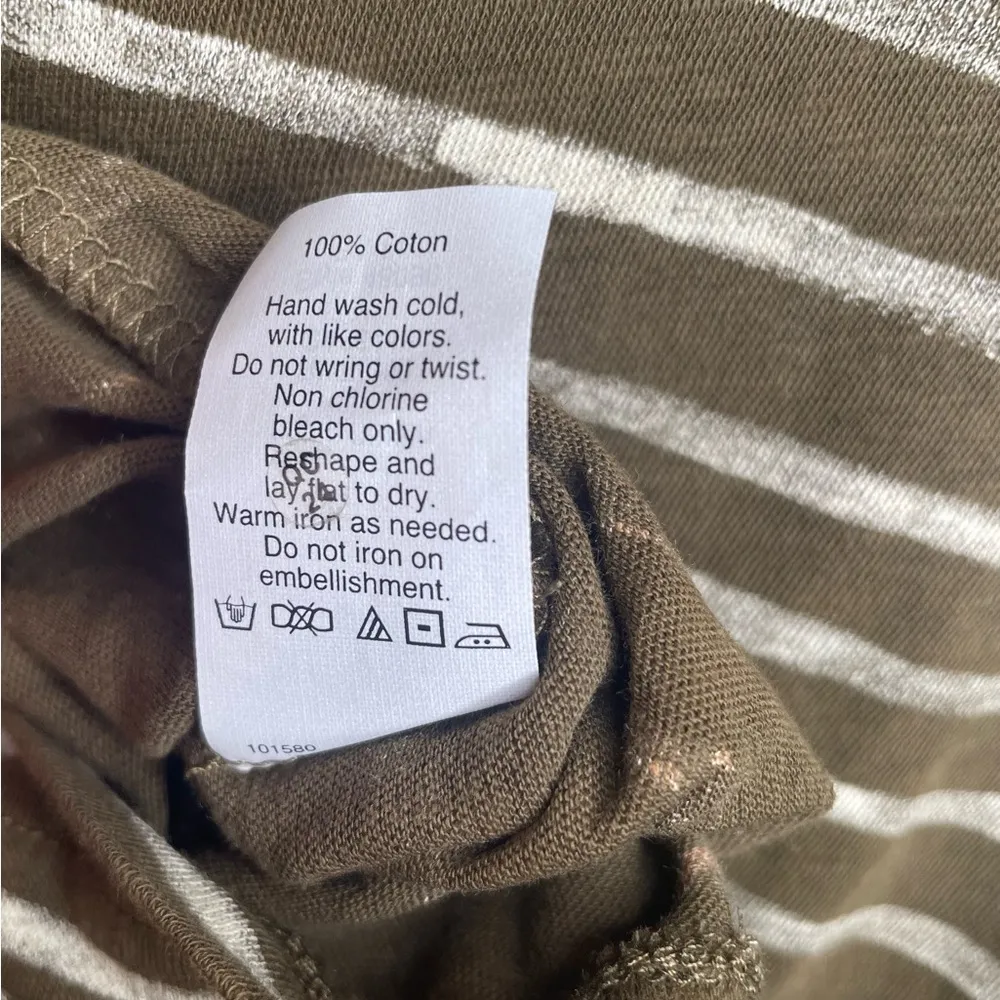 100% Coton
Hand wash cold,
with like colors.
Do not wring or twist.
Non chlorine
bleach only.
Reshape and
lay flat to dry.
Warm iron as needed.
Do not iron on
embellishment.
101580